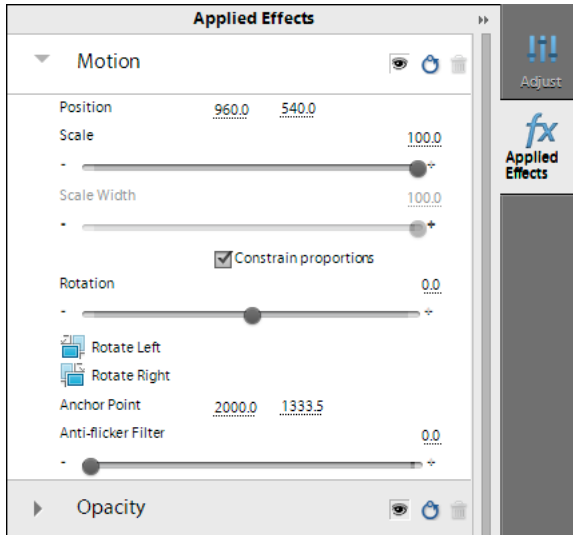 Applied Effects
Motion
Adjust
Position 960.0 540.0
Scale 100.0
- +
fx
Applied
Effects
Scale Width 100.0
- +
Constrain proportions
Rotation 0.0
- +
Rotate Left
Rotate Right
Anchor Point 2000.0 1333.5
Anti-flicker Filter 0.0
- +
Opacity